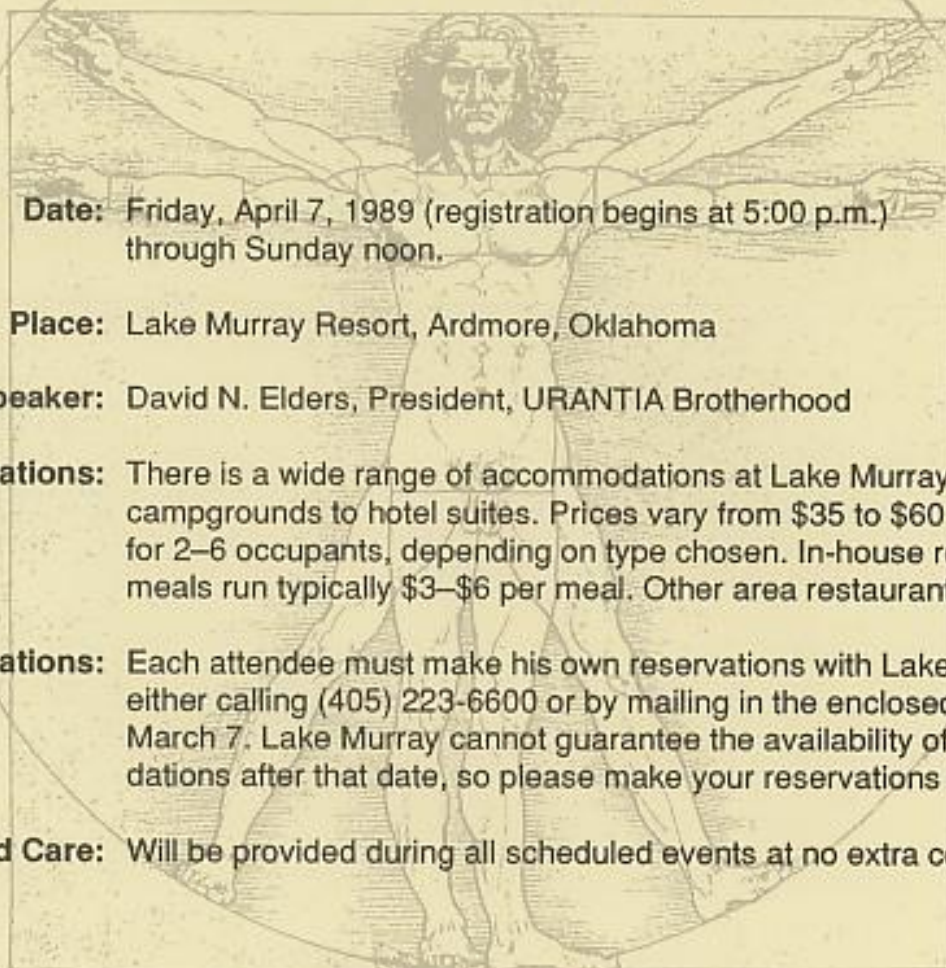 Date: Friday, April 7, 1989 (registration begins at 5:00 p.m.)
through Sunday noon.
Place: Lake Murray Resort, Ardmore, Oklahoma
peaker: David N. Elders, President, URANTIA Brotherhood
ations: There is a wide range of accommodations at Lake Murray
campgrounds to hotel suites. Prices vary from $35 to $60
for 2–6 occupants, depending on type chosen. In-house r
meals run typically $3–$6 per meal. Other area restauran
ations: Each attendee must make his own reservations with Lake
either calling (405) 223-6600 or by mailing in the enclosed
March 7. Lake Murray cannot guarantee the availability of
dations after that date, so please make your reservations
d Care: Will be provided during all scheduled events at no extra c